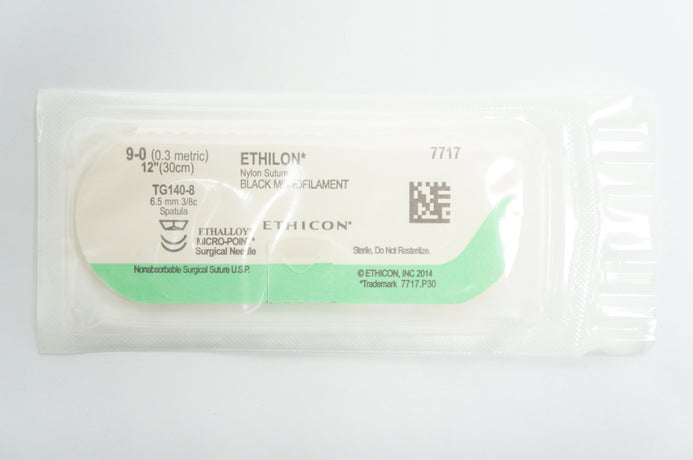 9-0 (0.3 metric)
12"(30cm)
TG140-8
6.5 mm 3/8c
Spatula
ETHALLOY*
MICRO-POINT*
Surgical Needle
Nonabsorbable Surgical Suture U.S.P.
ETHILON*
Nylon Suture
BLACK MONOFILAMENT
ETHICON*
7717
Sterile, Do Not Resterilize.
© ETHICON, INC 2014
*Trademark 7717.P30